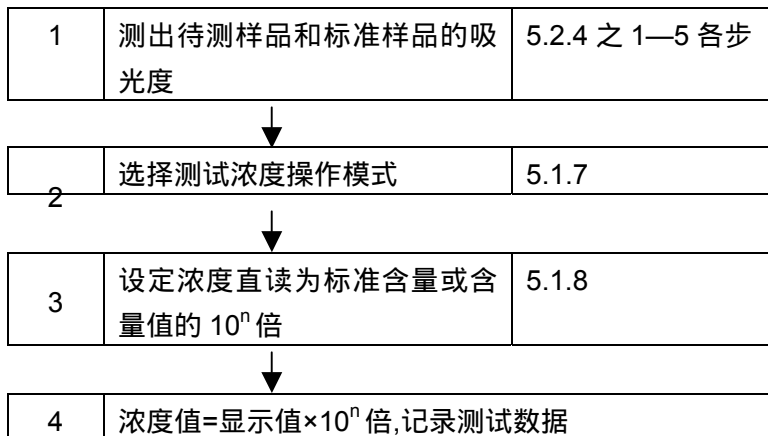 1 测出待测样品和标准样品的吸 5.2.4 之 1—5 各步
光度
2 选择测试浓度操作模式 5.1.7
3 设定浓度直读为标准含量或含 5.1.8
量值的 10ⁿ 倍
4 浓度值=显示值×10ⁿ 倍,记录测试数据